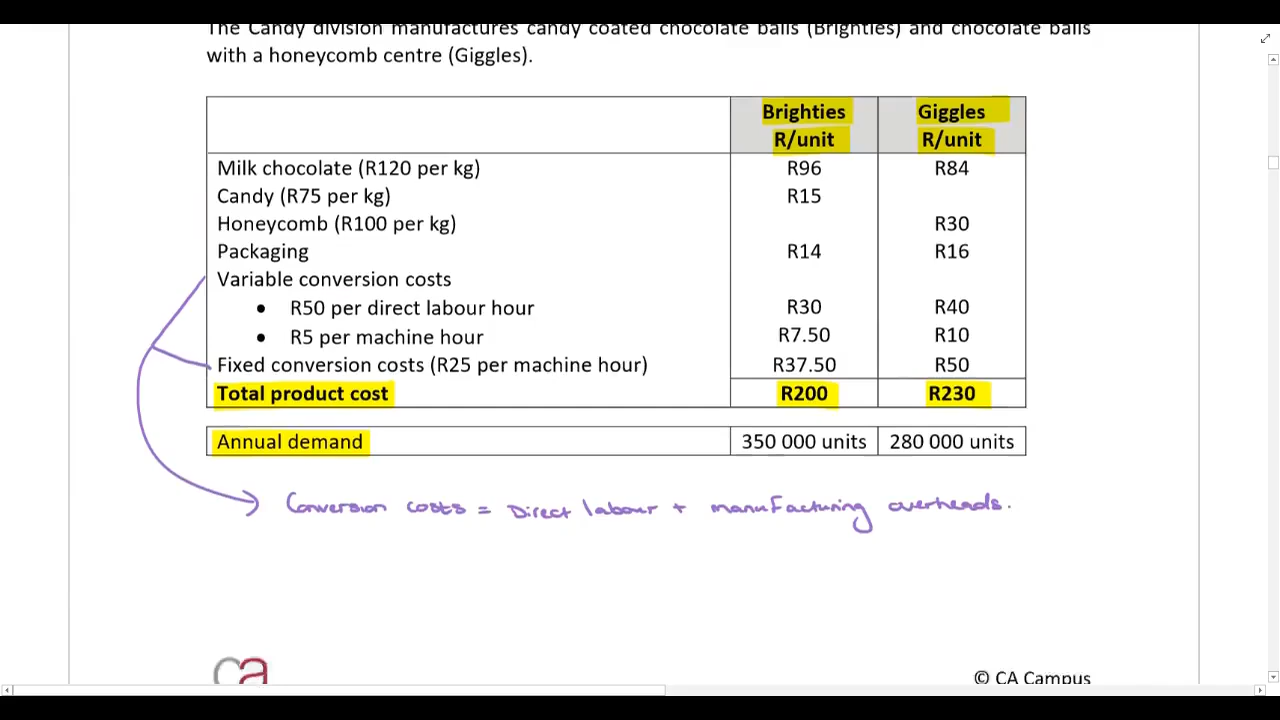 The Candy division manufactures candy coated chocolate balls (Brighties) and chocolate balls
with a honeycomb centre (Giggles).
Brighties Giggles
R/unit R/unit
Milk chocolate (R120 per kg) R96 R84
Candy (R75 per kg) R15
Honeycomb (R100 per kg) R30
Packaging R14 R16
Variable conversion costs
• R50 per direct labour hour R30 R40
• R5 per machine hour R7.50 R10
Fixed conversion costs (R25 per machine hour) R37.50 R50
Total product cost R200 R230
Annual demand 350 000 units 280 000 units
Conversion costs = Direct labour + manufacturing overheads.
ca
© CA Campus